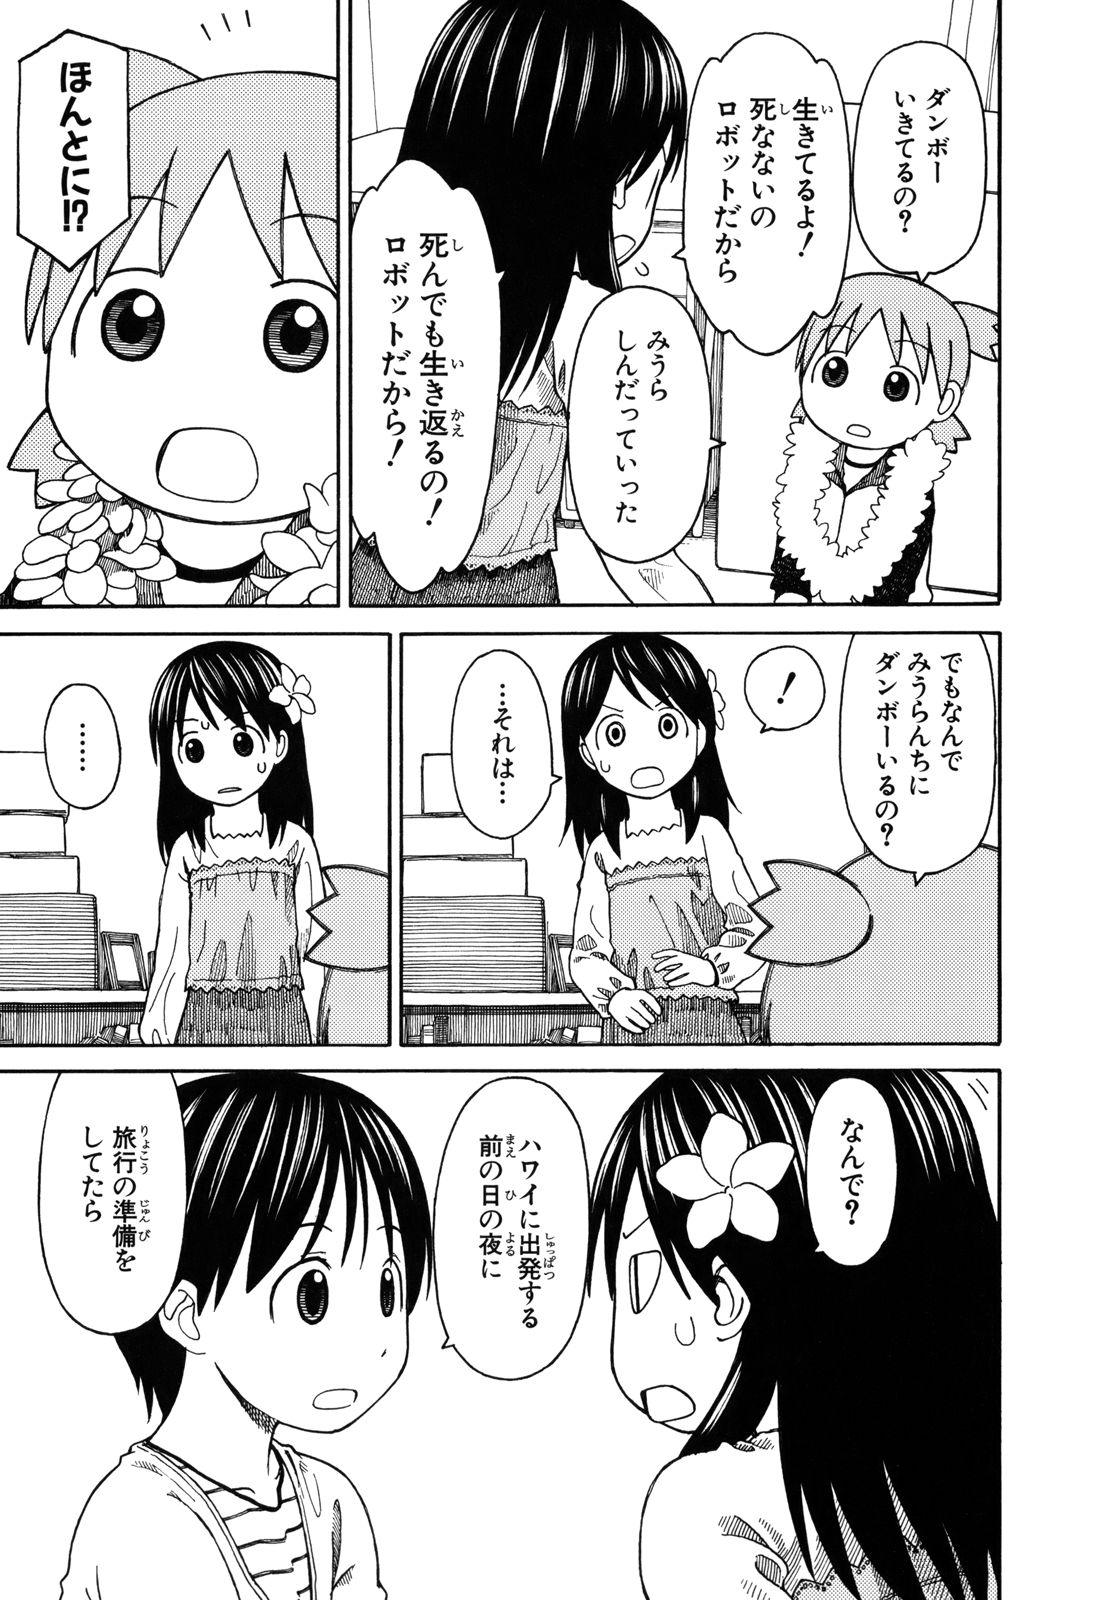 ダンボー
いきてるの?
生きてるよ!
死なないの
ロボットだから
みうら
しんだっていった
死んでも生き返るの!
ロボットだから!
ほんとに!?
でもなんで
みうらんちに
ダンボーいるの?
!
…それは…
……
なんで?
ハワイに出発する
前の日の夜に
旅行の準備を
してたら